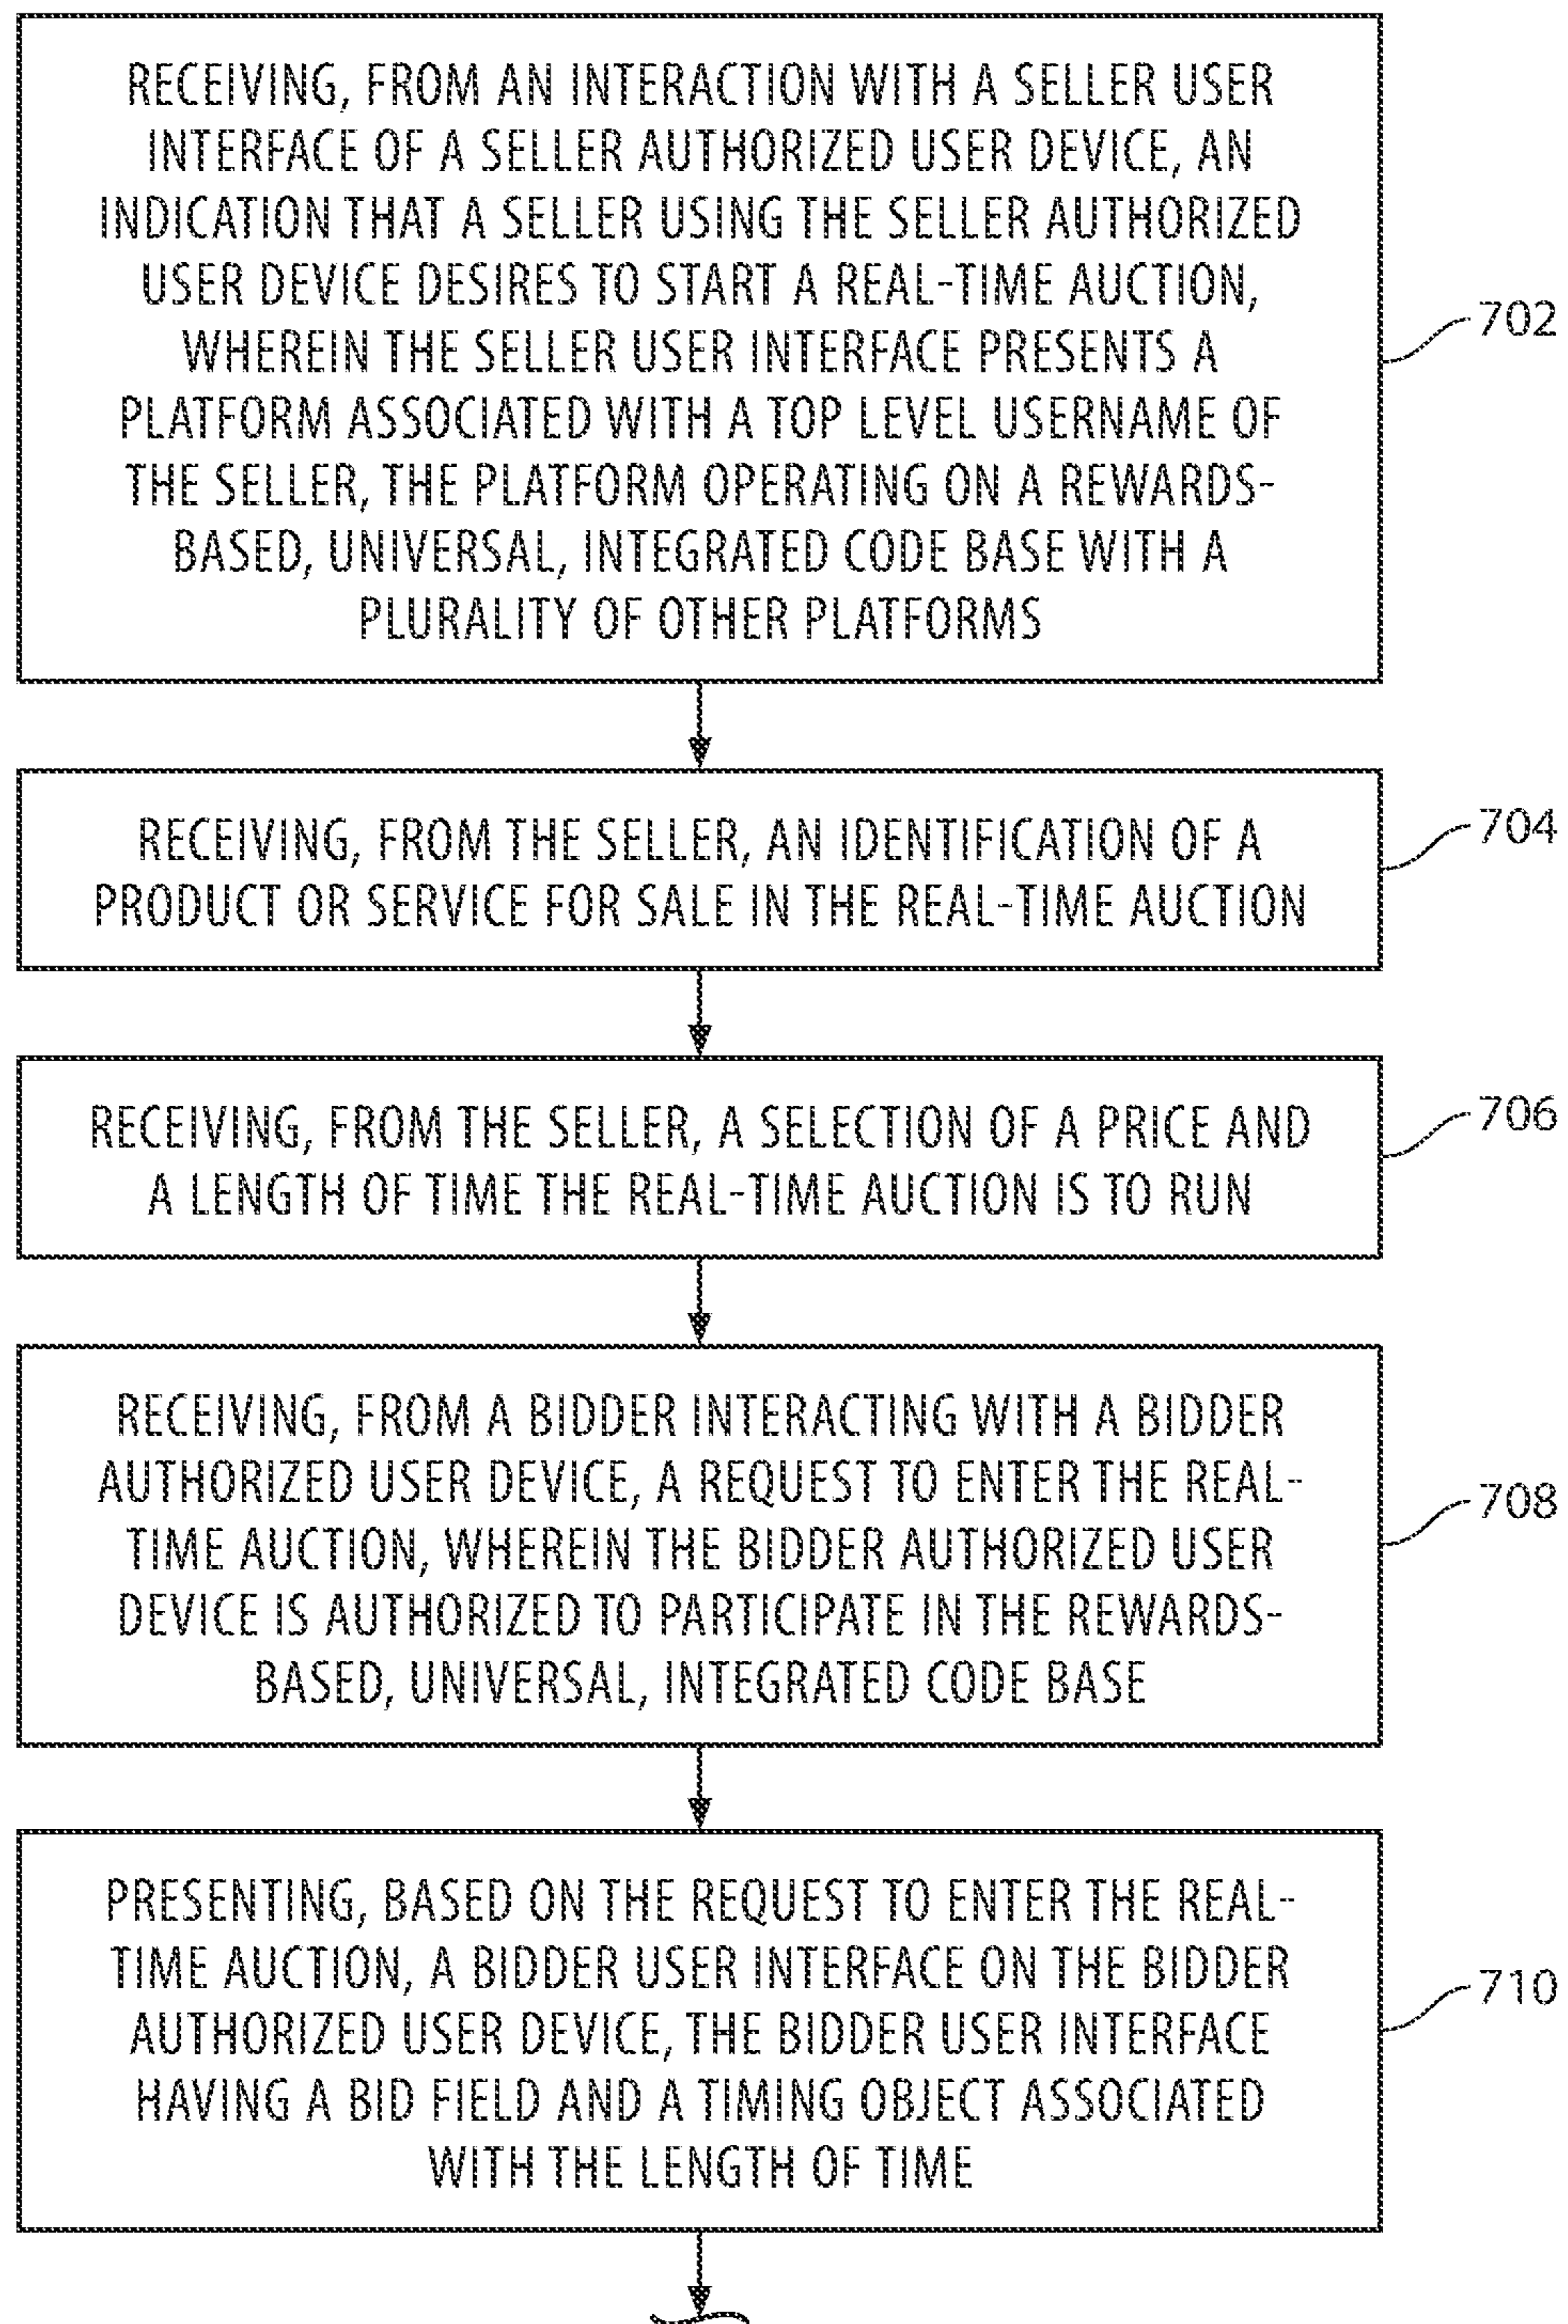 RECEIVING, FROM AN INTERACTION WITH A SELLER USER
INTERFACE OF A SELLER AUTHORIZED USER DEVICE, AN
INDICATION THAT A SELLER USING THE SELLER AUTHORIZED
USER DEVICE DESIRES TO START A REAL-TIME AUCTION,
WHEREIN THE SELLER USER INTERFACE PRESENTS A
PLATFORM ASSOCIATED WITH A TOP LEVEL USERNAME OF
THE SELLER, THE PLATFORM OPERATING ON A REWARDS-
BASED, UNIVERSAL, INTEGRATED CODE BASE WITH A
PLURALITY OF OTHER PLATFORMS
702
RECEIVING, FROM THE SELLER, AN IDENTIFICATION OF A
PRODUCT OR SERVICE FOR SALE IN THE REAL-TIME AUCTION
704
RECEIVING, FROM THE SELLER, A SELECTION OF A PRICE AND
A LENGTH OF TIME THE REAL-TIME AUCTION IS TO RUN
706
RECEIVING, FROM A BIDDER INTERACTING WITH A BIDDER
AUTHORIZED USER DEVICE, A REQUEST TO ENTER THE REAL-
TIME AUCTION, WHEREIN THE BIDDER AUTHORIZED USER
DEVICE IS AUTHORIZED TO PARTICIPATE IN THE REWARDS-
BASED, UNIVERSAL, INTEGRATED CODE BASE
708
PRESENTING, BASED ON THE REQUEST TO ENTER THE REAL-
TIME AUCTION, A BIDDER USER INTERFACE ON THE BIDDER
AUTHORIZED USER DEVICE, THE BIDDER USER INTERFACE
HAVING A BID FIELD AND A TIMING OBJECT ASSOCIATED
WITH THE LENGTH OF TIME
710